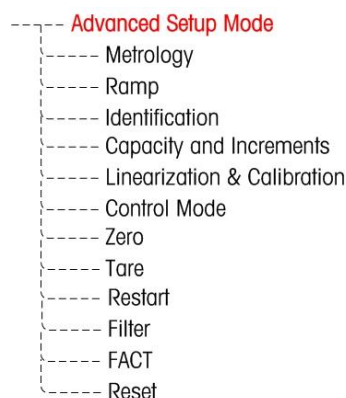 Advanced Setup Mode
Metrology
Ramp
Identification
Capacity and Increments
Linearization & Calibration
Control Mode
Zero
Tare
Restart
Filter
FACT
Reset